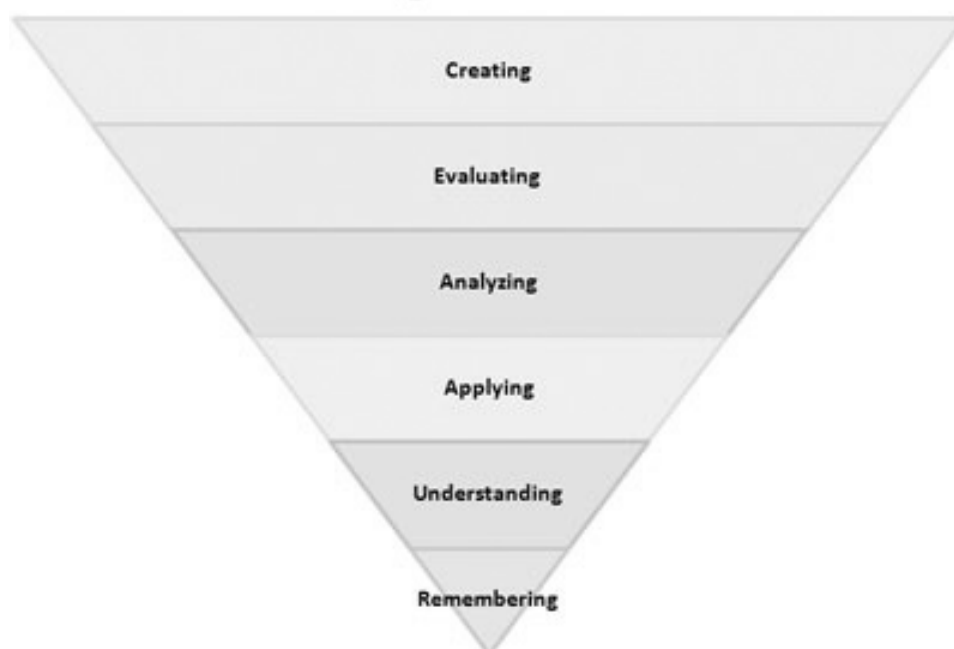 Creating
Evaluating
Analyzing
Applying
Understanding
Remembering